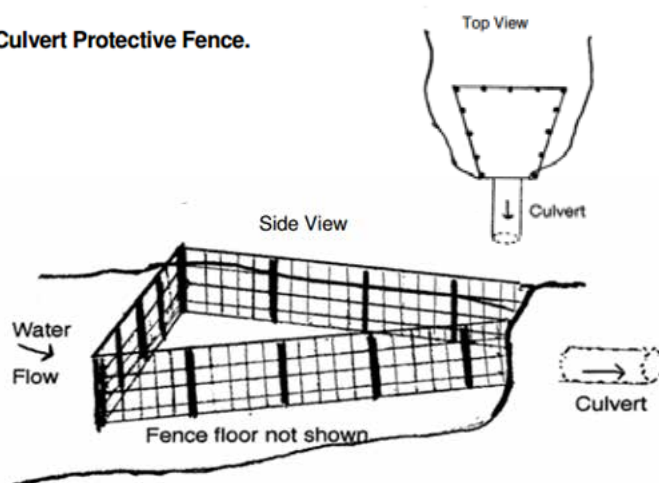 Culvert Protective Fence.
Top View
Culvert
Side View
Water
Flow
Culvert
Fence floor not shown